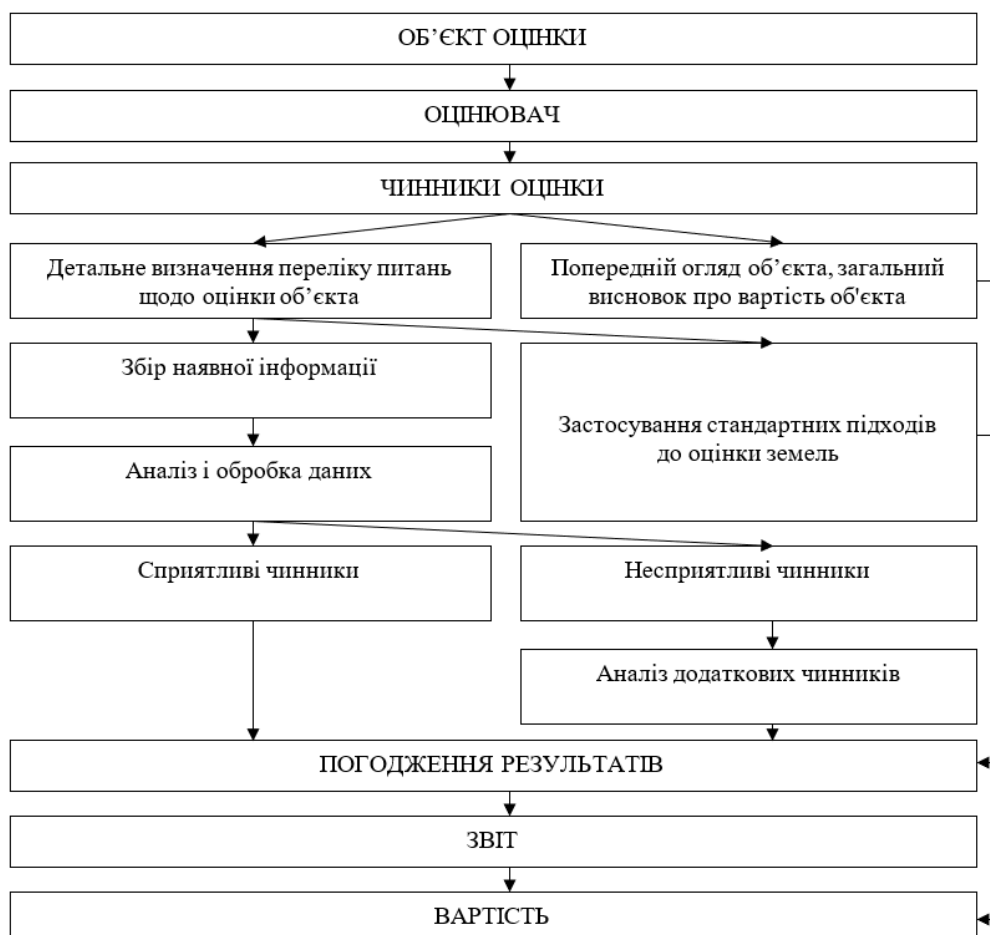 ОБ’ЄКТ ОЦІНКИ
ОЦІНЮВАЧ
ЧИННИКИ ОЦІНКИ
Детальне визначення переліку питань
щодо оцінки об’єкта
Попередній огляд об’єкта, загальний
висновок про вартість об'єкта
Збір наявної інформації
Застосування стандартних підходів
до оцінки земель
Аналіз і обробка даних
Сприятливі чинники
Несприятливі чинники
Аналіз додаткових чинників
ПОГОДЖЕННЯ РЕЗУЛЬТАТІВ
ЗВІТ
ВАРТІСТЬ